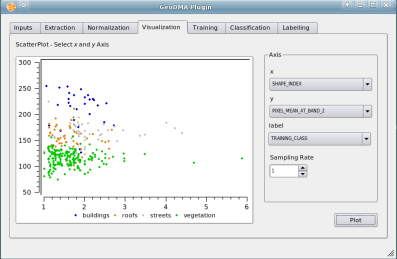 GeoDMA Plugin
Inputs Extraction Normalization Visualization Training Classification Labelling
ScatterPlot - Select x and y Axis
Axis
x
SHAPE_INDEX
y
PIXEL_MEAN_AT_BAND_2
label
TRAINING_CLASS
Sampling Rate
1
300
250
200
150
100
50
1 2 3 4 5 6
buildings roofs streets vegetation
Plot